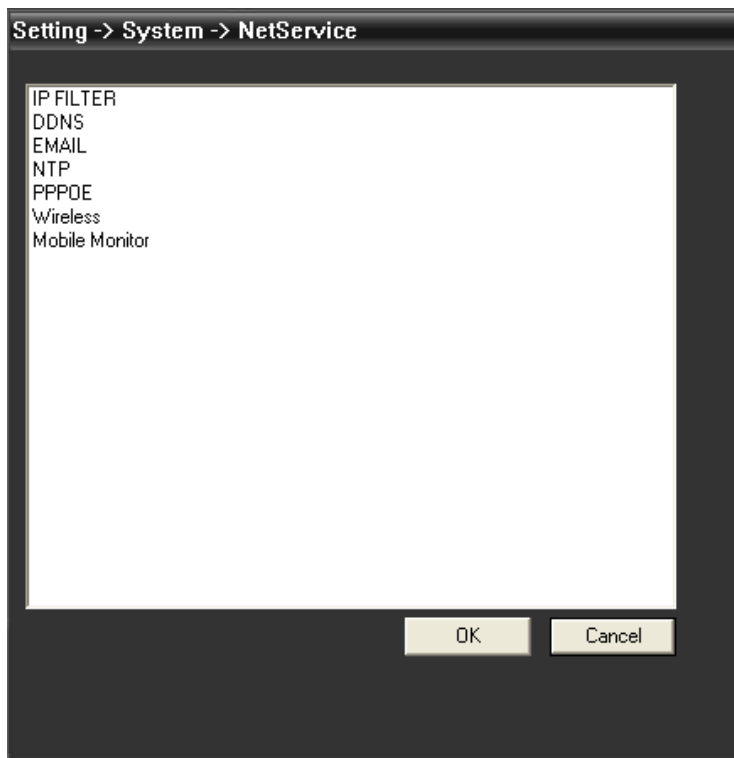 Setting -> System -> NetService
IP FILTER
DDNS
EMAIL
NTP
PPPOE
Wireless
Mobile Monitor
OK
Cancel